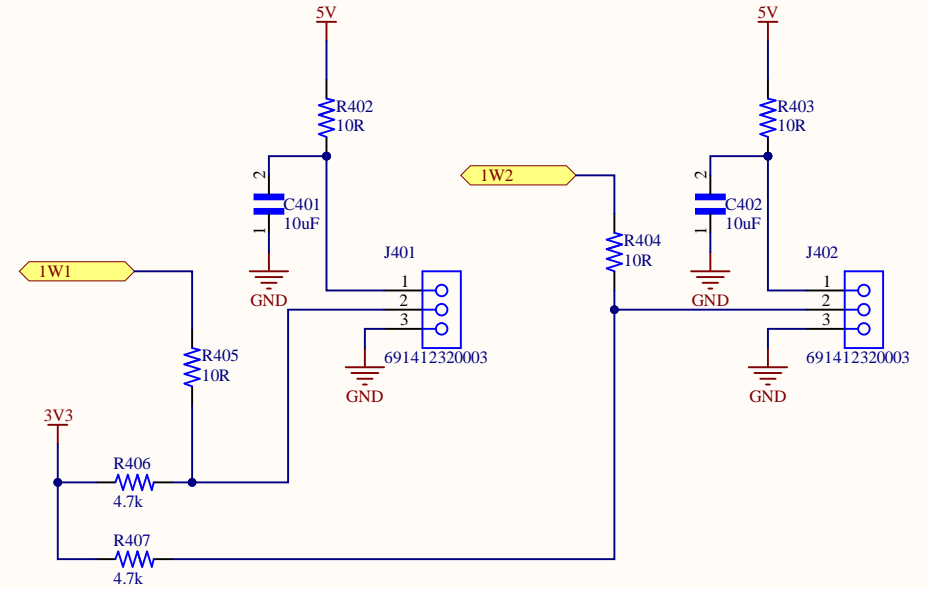 5V
5V
R402
10R
R403
10R
2
C401
10uF
1
1W2
2
C402
10uF
1
R404
10R
J401
J402
1W1
GND
1
2
3
GND
1
2
3
R405
10R
691412320003
691412320003
GND
GND
3V3
R406
4.7k
R407
4.7k